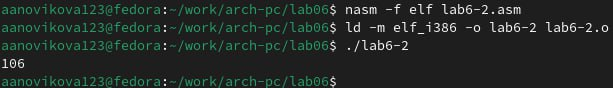 aanovikova123@fedora:~/work/arch-pc/lab06$ nasm -f elf lab6-2.asm
aanovikova123@fedora:~/work/arch-pc/lab06$ ld -m elf_i386 -o lab6-2 lab6-2.o
aanovikova123@fedora:~/work/arch-pc/lab06$ ./lab6-2
106
aanovikova123@fedora:~/work/arch-pc/lab06$